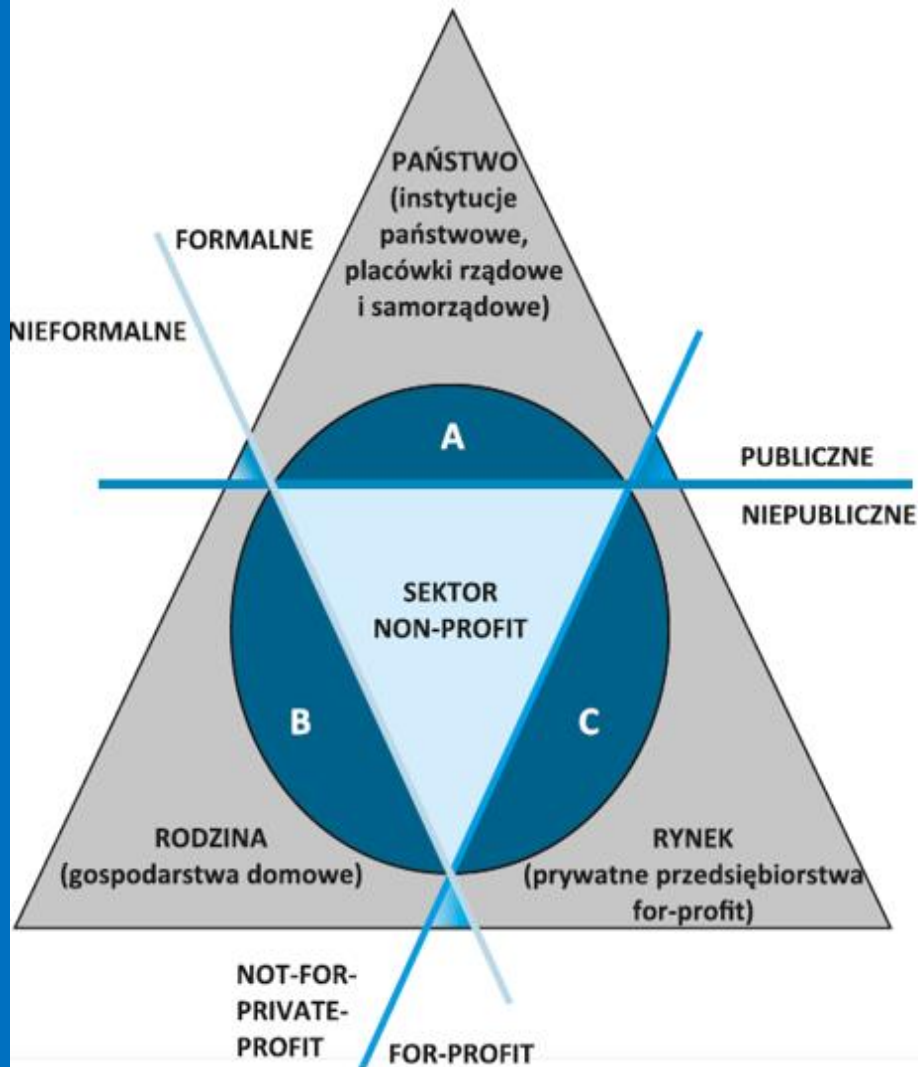 PAŃSTWO
(instytucje
państwowe,
placówki rządowe
i samorządowe)
FORMALNE
NIEFORMALNE
A
PUBLICZNE
NIEPUBLICZNE
SEKTOR
NON-PROFIT
B
C
RODZINA
(gospodarstwa domowe)
RYNEK
(prywatne przedsiębiorstwa
for-profit)
NOT-FOR-
PRIVATE-
PROFIT
FOR-PROFIT